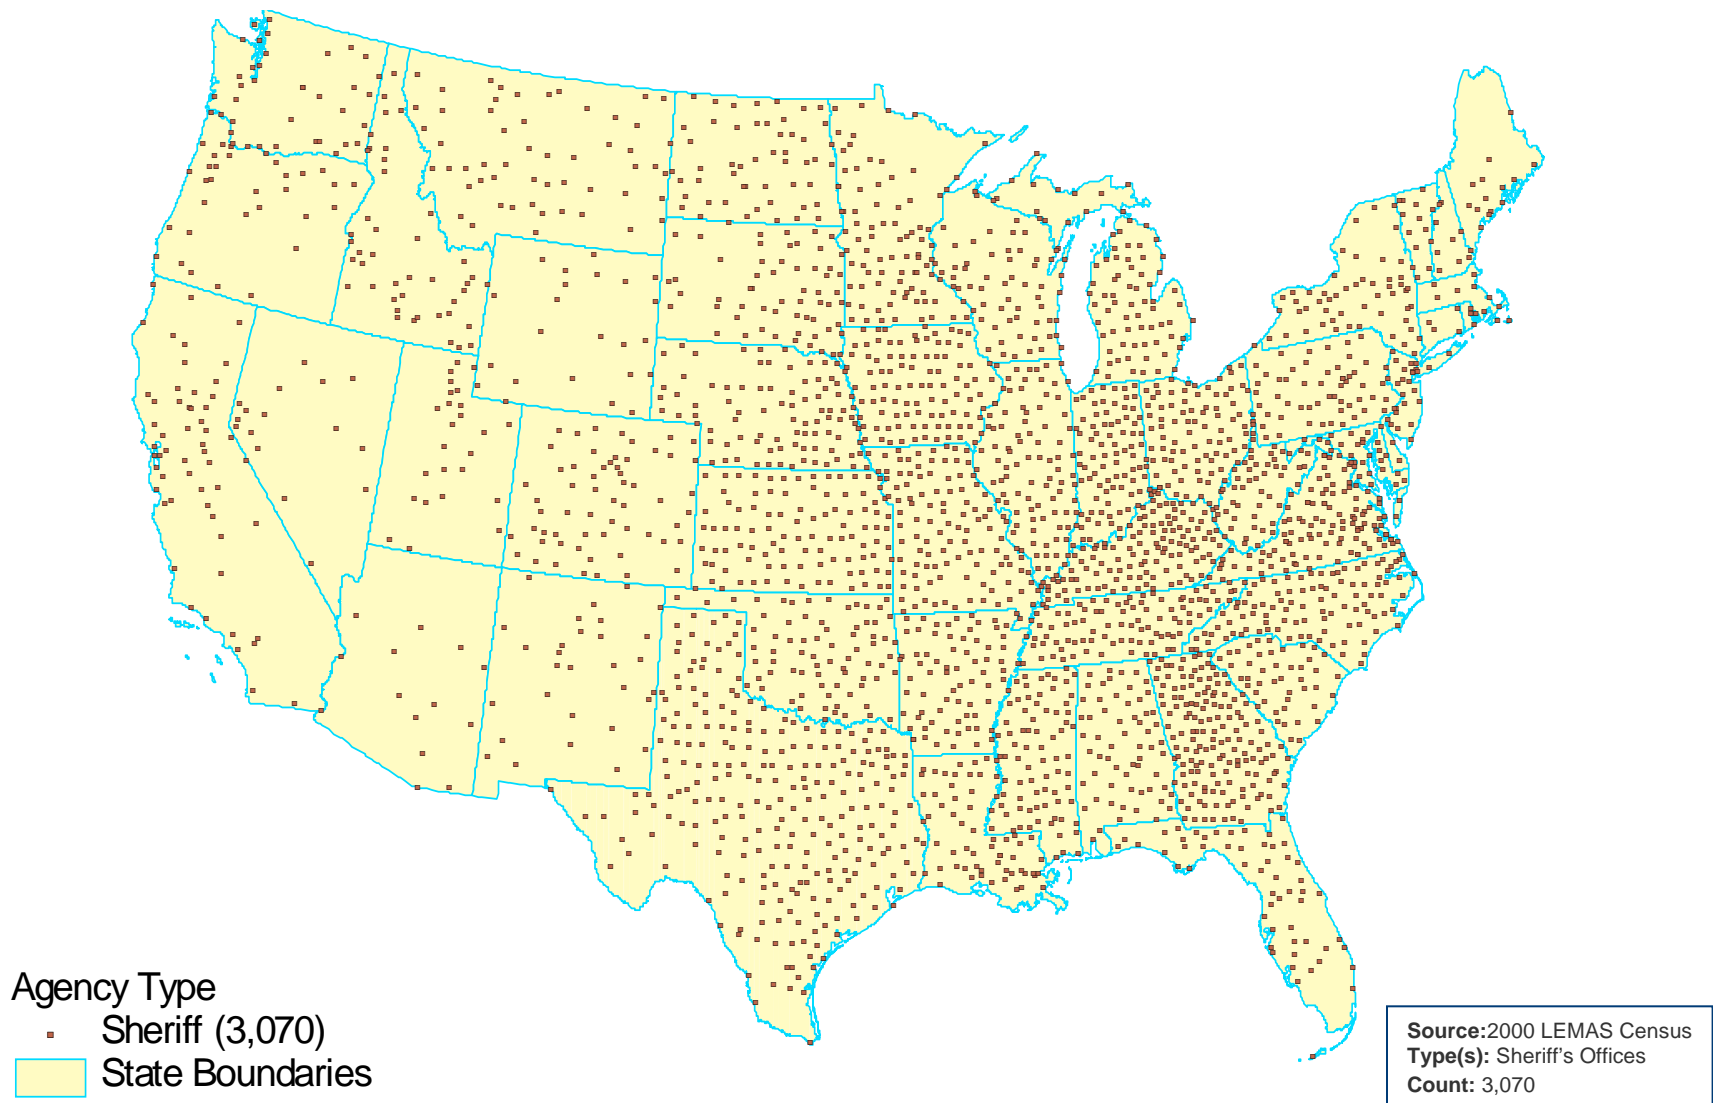 Agency Type
Sheriff (3,070)
State Boundaries
Source:2000 LEMAS Census
Type(s): Sheriff's Offices
Count: 3,070